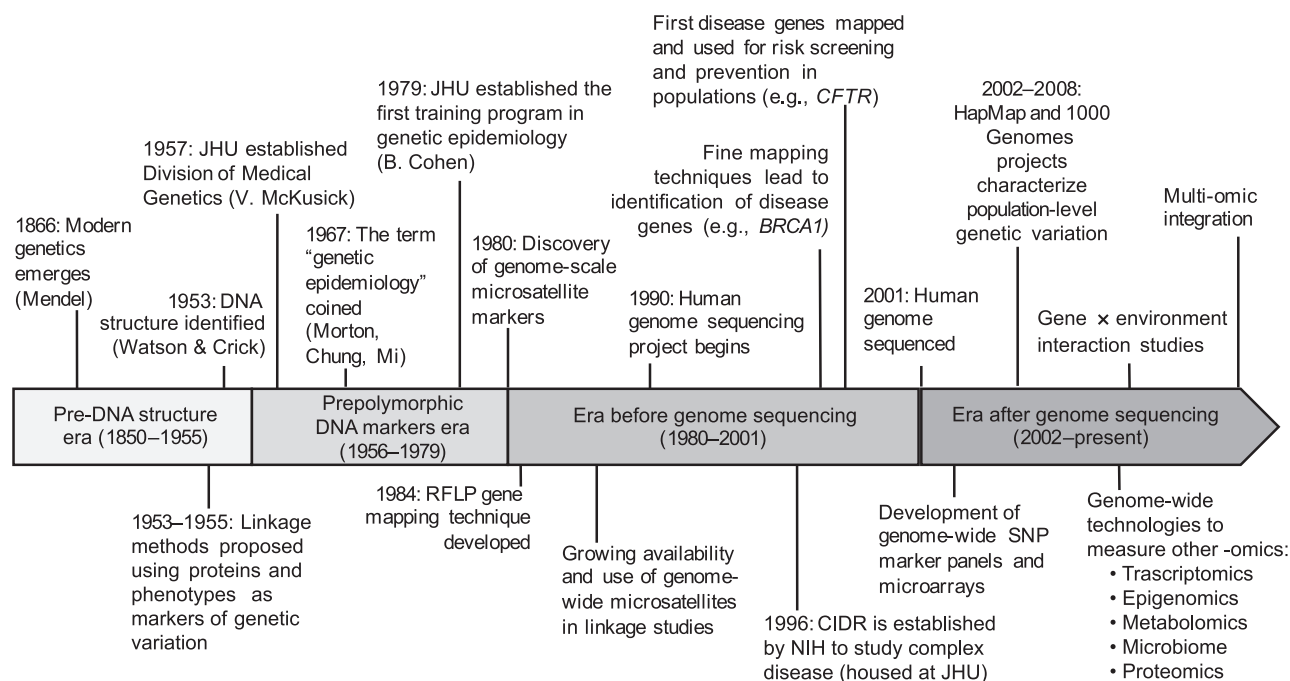 First disease genes mapped
and used for risk screening
and prevention in
populations (e.g., CFTR)
1979: JHU established the
first training program in
genetic epidemiology
(B. Cohen)
2002–2008:
HapMap and 1000
Genomes
projects
characterize
population-level
genetic variation
1957: JHU established
Division of Medical
Genetics (V. McKusick)
Fine mapping
techniques lead to
identification of disease
genes (e.g., BRCA1)
Multi-omic
integration
1866: Modern
genetics
emerges
(Mendel)
1967: The term
“genetic
epidemiology”
coined
(Morton,
Chung, Mi)
1980: Discovery
of genome-scale
microsatellite
markers
1953: DNA
structure identified
(Watson & Crick)
1990: Human
genome sequencing
project begins
2001: Human
genome
sequenced
Gene × environment
interaction studies
Pre-DNA structure
era (1850–1955)
Prepolymorphic
DNA markers era
(1956–1979)
Era before genome sequencing
(1980–2001)
Era after genome sequencing
(2002–present)
1953–1955: Linkage
methods proposed
using proteins and
phenotypes as
markers of genetic
variation
1984: RFLP gene
mapping technique
developed
Growing availability
and use of genome-
wide microsatellites
in linkage studies
1996: CIDR is established
by NIH to study complex
disease (housed at JHU)
Development of
genome-wide SNP
marker panels and
microarrays
Genome-wide
technologies to
measure other -omics:
• Trascriptomics
• Epigenomics
• Metabolomics
• Microbiome
• Proteomics